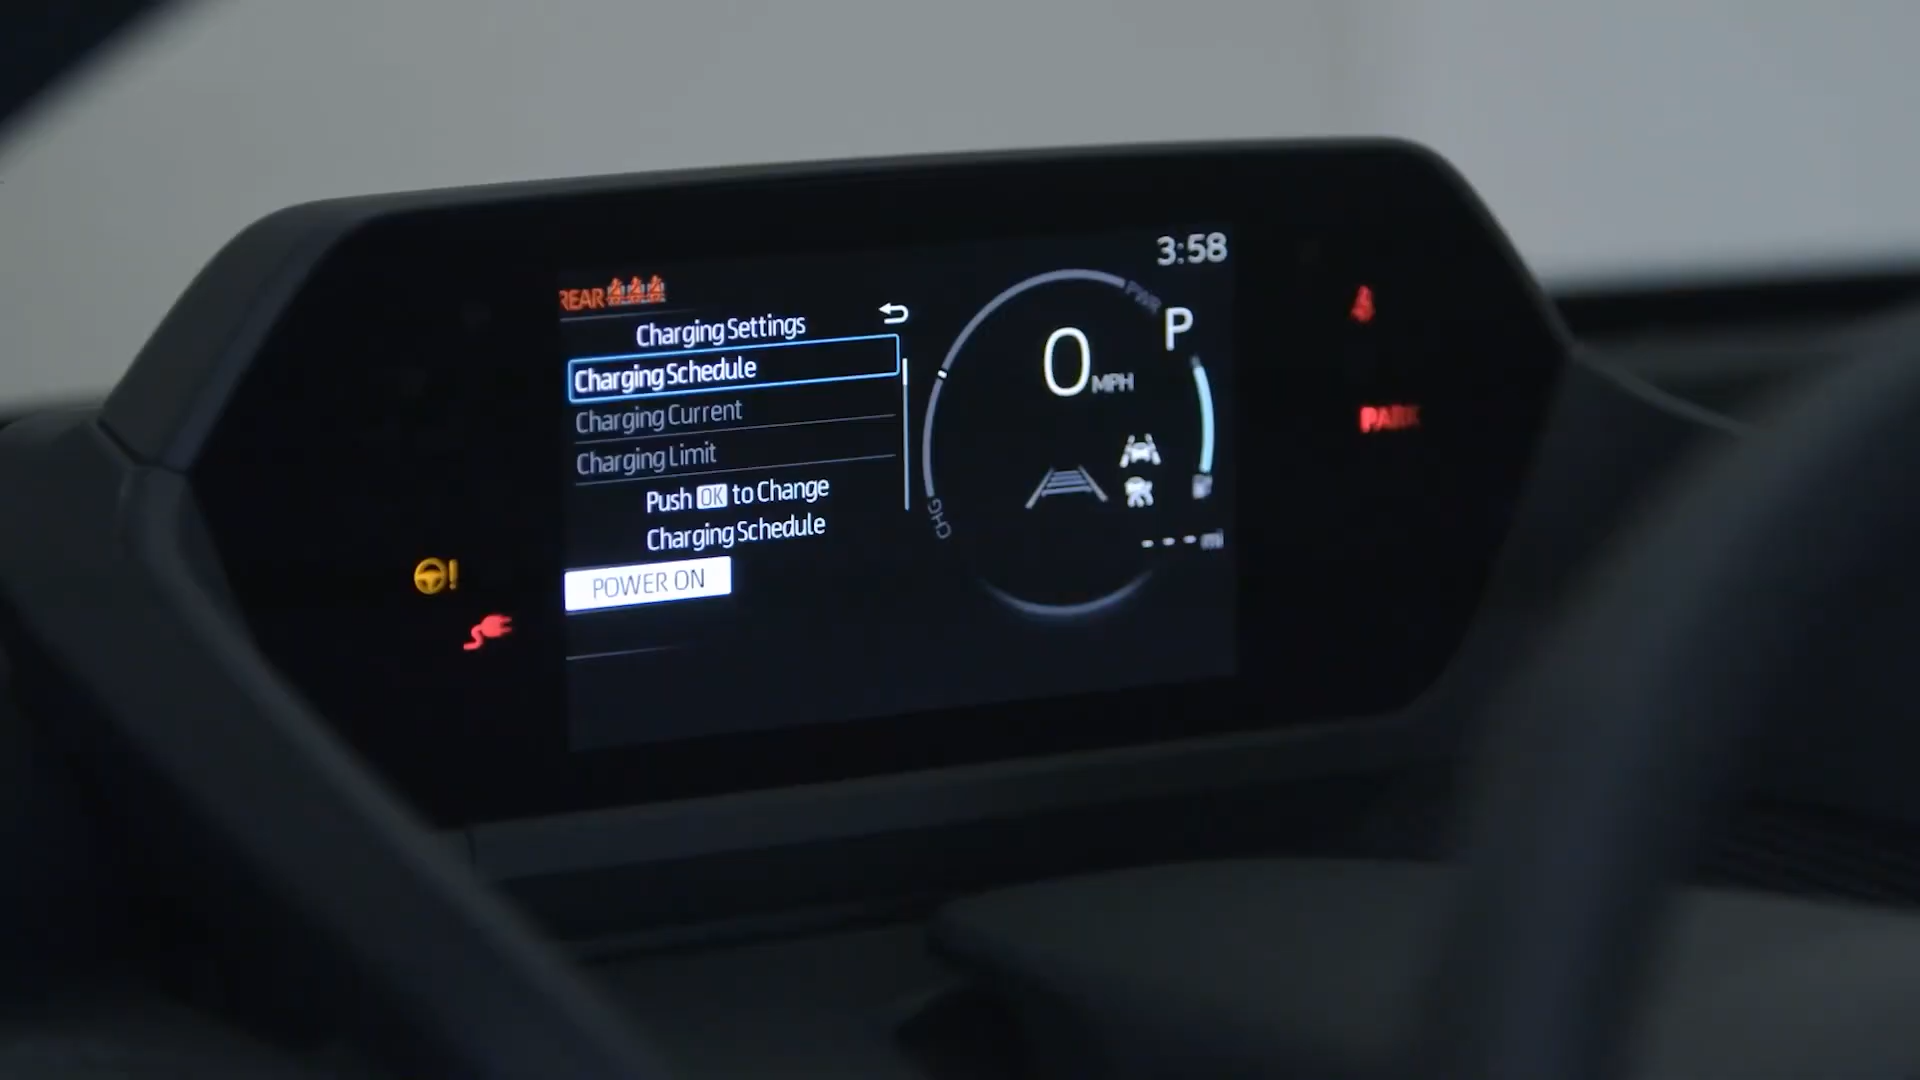 3:58
REAR
Charging Settings
Charging Schedule
Charging Current
Charging Limit
Push OK to Change
Charging Schedule
POWER ON
PWR
P
0 MPH
CHG
- - - mi
PARK